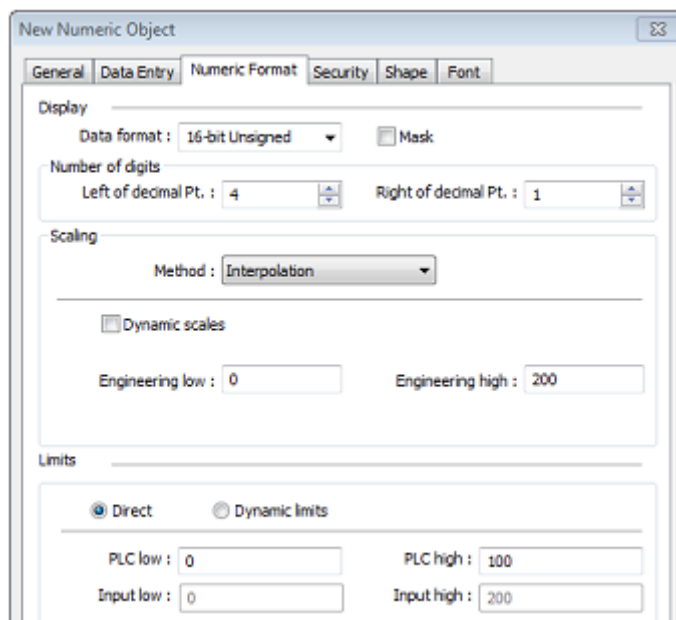 New Numeric Object
General Data Entry Numeric Format Security Shape Font
Display
Data format : 16-bit Unsigned Mask
Number of digits
Left of decimal Pt. : 4 Right of decimal Pt. : 1
Scaling
Method : Interpolation
Dynamic scales
Engineering low : 0 Engineering high : 200
Limits
Direct Dynamic limits
PLC low : 0 PLC high : 100
Input low : 0 Input high : 200